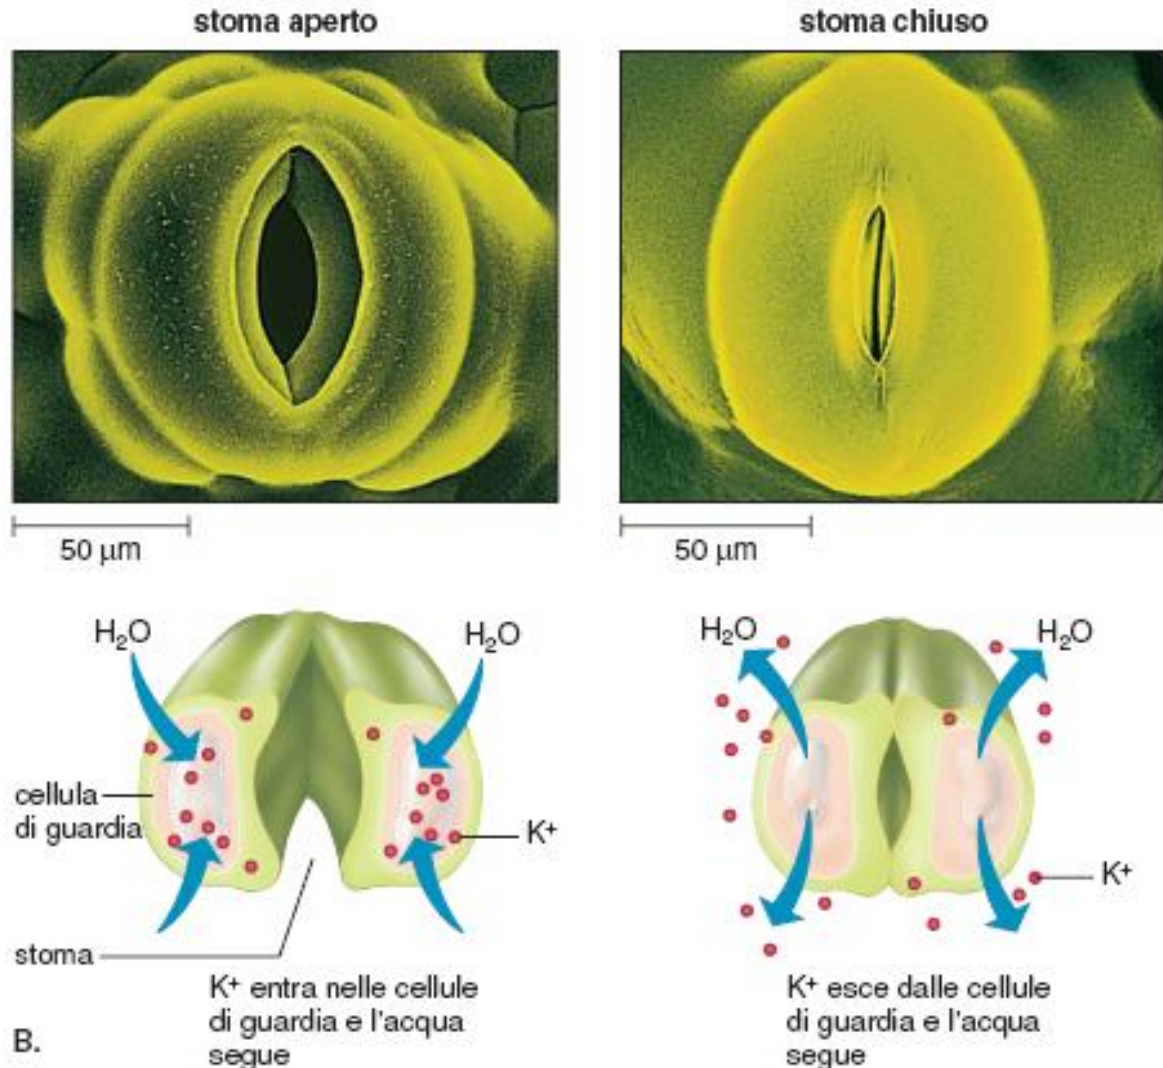 stoma aperto
stoma chiuso
50 μm
50 μm
H₂O
H₂O
H₂O
H₂O
cellula
di guardia
K⁺
K⁺
stoma
K⁺ entra nelle cellule
di guardia e l'acqua
segue
K⁺ esce dalle cellule
di guardia e l'acqua
segue
B.